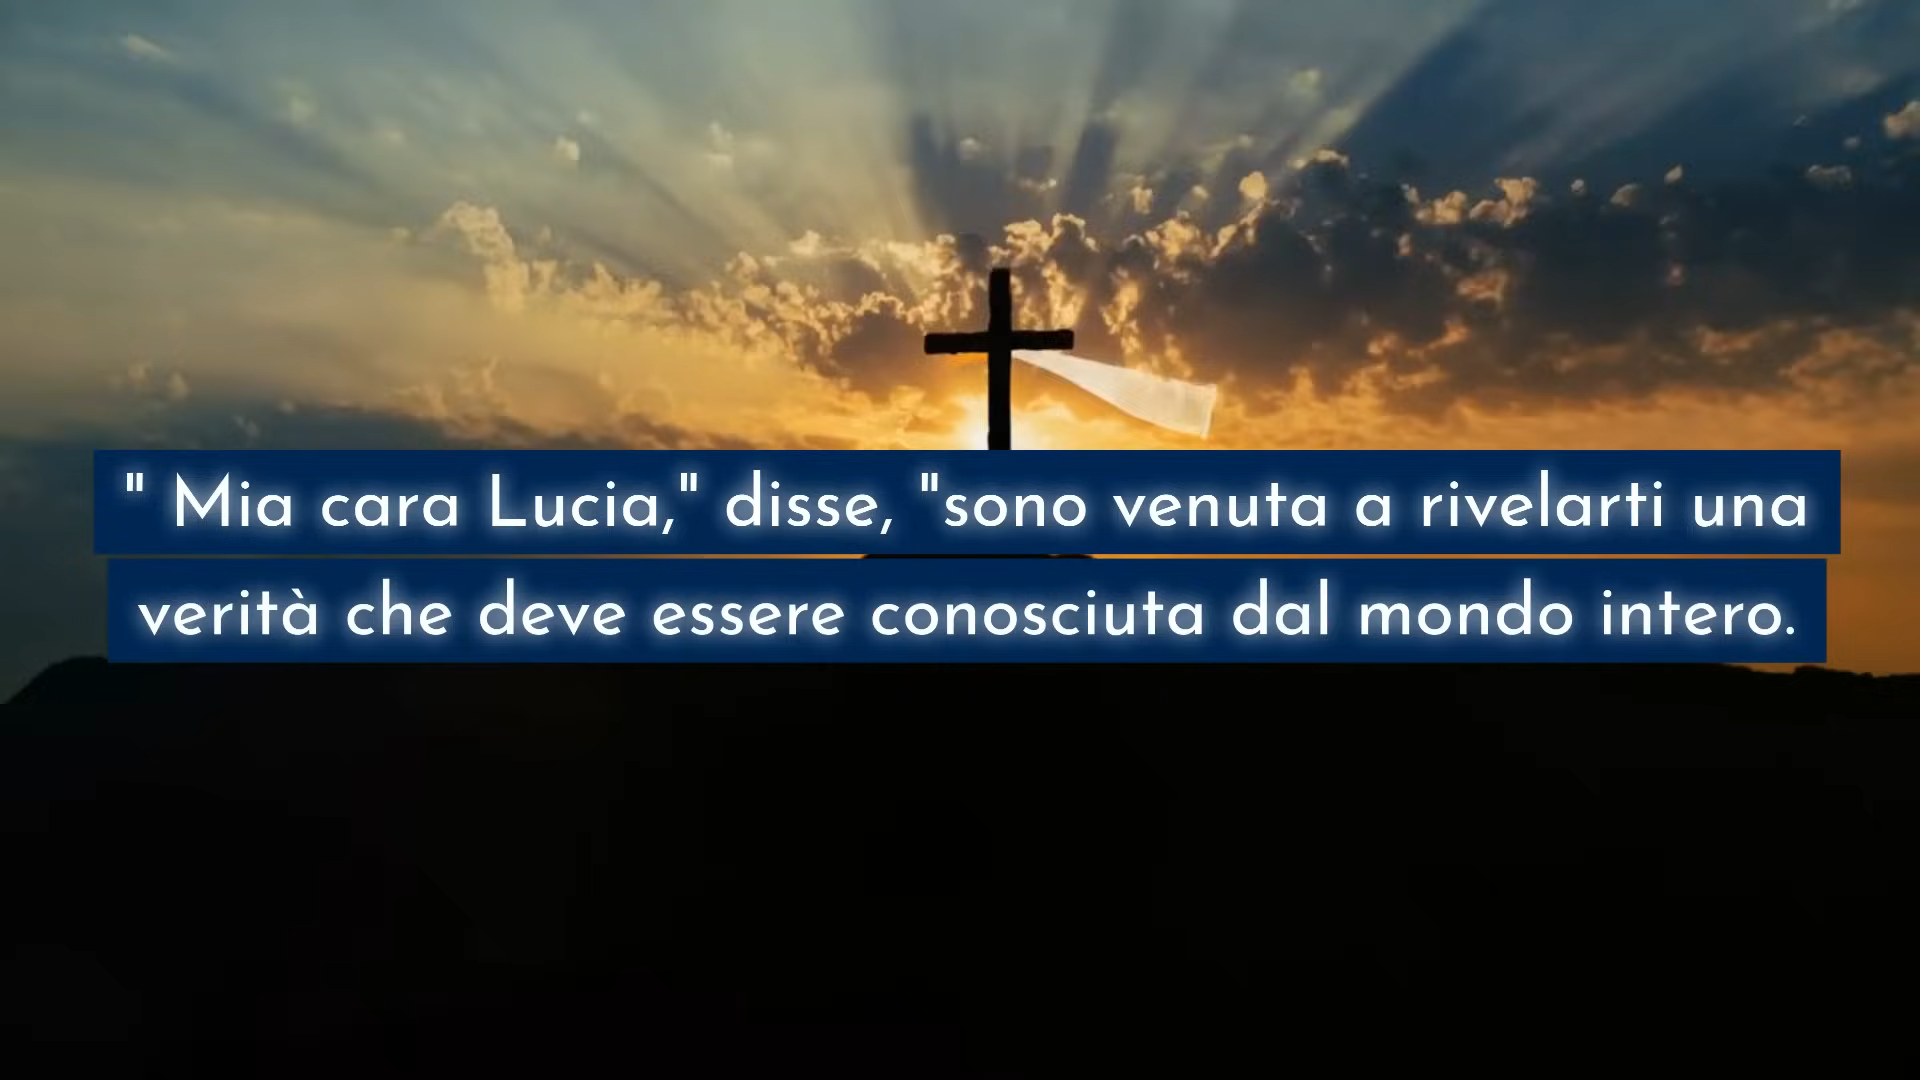 " Mia cara Lucia," disse, "sono venuta a rivelarti una
verità che deve essere conosciuta dal mondo intero.